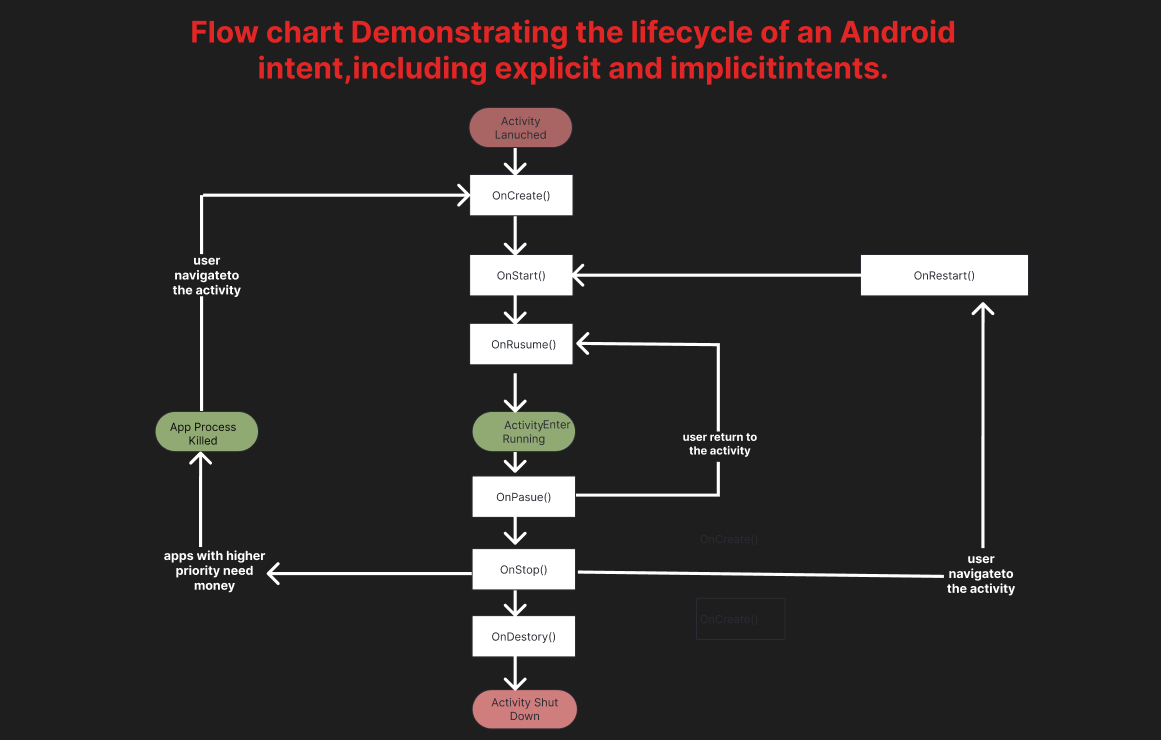 Flow chart Demonstrating the lifecycle of an Android
intent,including explicit and implicitintents.
Activity
Lanuched
OnCreate()
user
navigateto
the activity
OnStart()
OnRestart()
OnRusume()
App Process
Killed
ActivityEnter
Running
user return to
the activity
OnPasue()
OnCreate()
apps with higher
priority need
money
OnStop()
user
navigateto
the activity
OnCreate()
OnDestory()
Activity Shut
Down